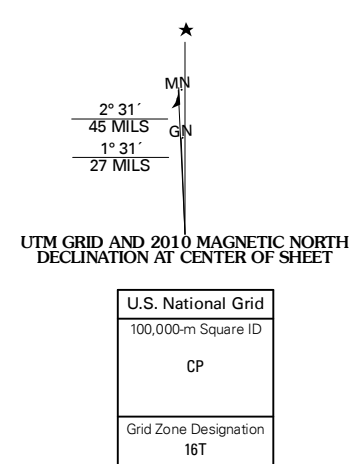 ★
MN
2° 31´
45 MILS
GN
1° 31´
27 MILS
UTM GRID AND 2010 MAGNETIC NORTH
DECLINATION AT CENTER OF SHEET
U.S. National Grid
100,000-m Square ID
CP
Grid Zone Designation
16T